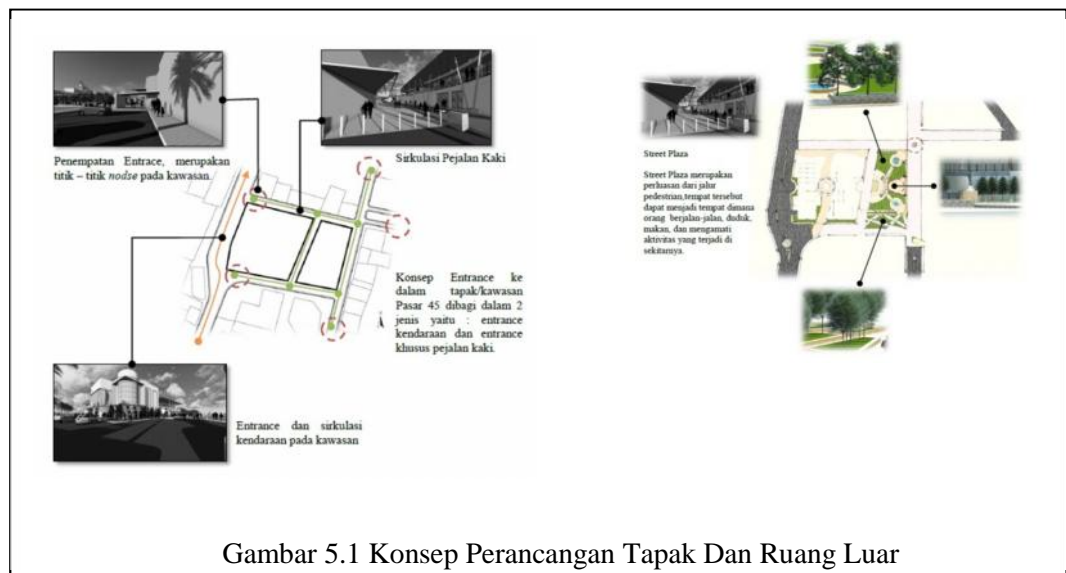 Penempatan Entrace, merupakan
titik – titik nodse pada kawasan.
Sirkulasi Pejalan Kaki
Konsep Entrance ke
dalam tapak/kawasan
Pasar 45 dibagi dalam 2
jenis yaitu : entrance
kendaraan dan entrance
khusus pejalan kaki.
Entrance dan sirkulasi
kendaraan pada kawasan
Street Plaza
Street Plaza merupakan
perluasan dari jalur
pedestrian,tempat tersebut
dapat menjadi tempat dimana
orang berjalan-jalan, duduk,
makan, dan mengamati
aktivitas yang terjadi di
sekitarnya.
Gambar 5.1 Konsep Perancangan Tapak Dan Ruang Luar